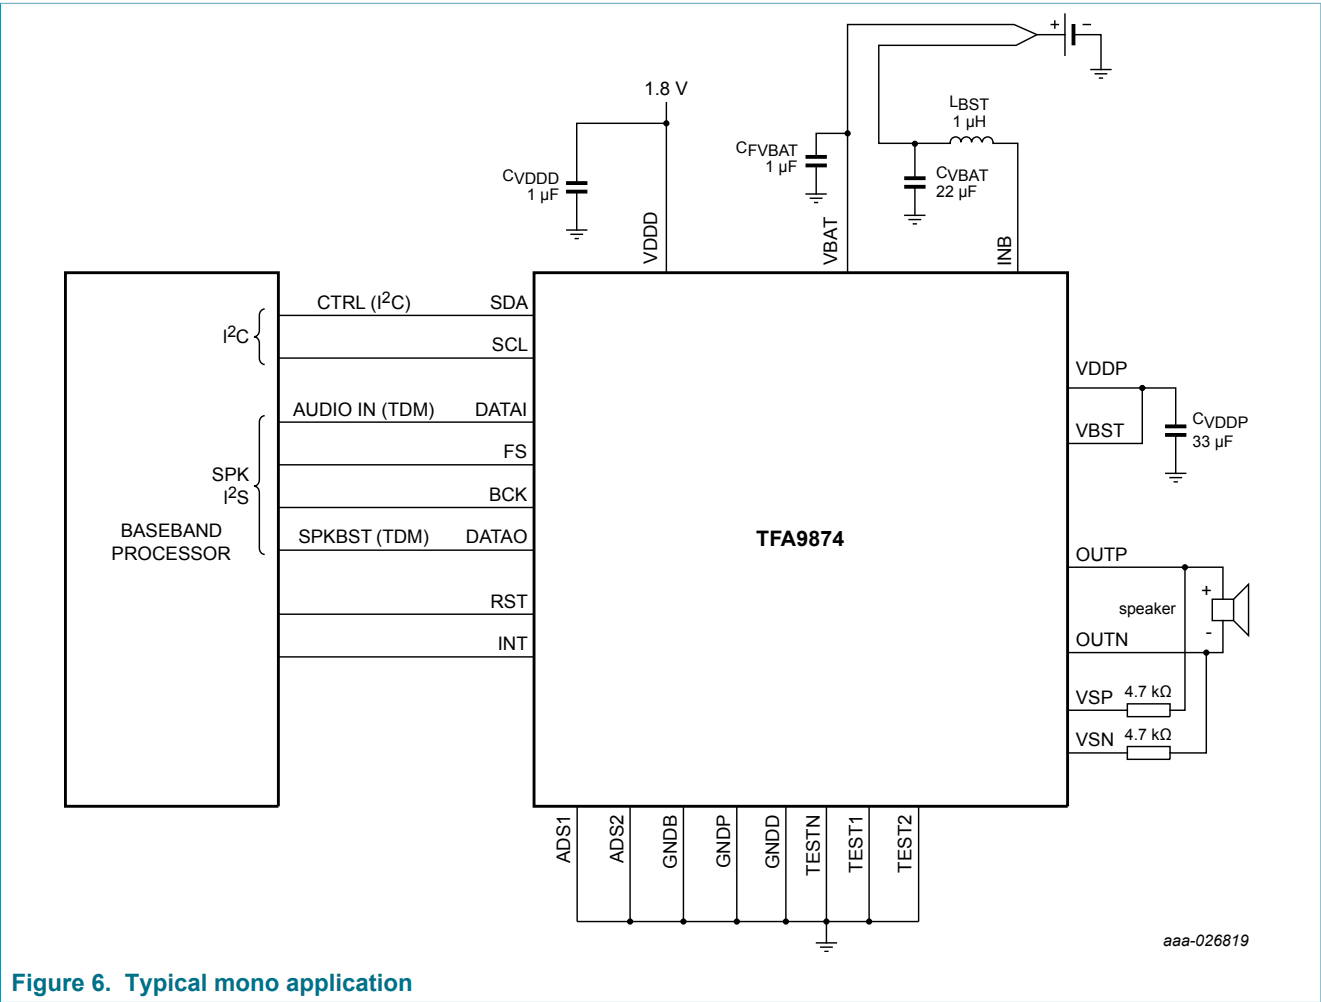 + −
1.8 V
LBST
1 µH
CFVBAT
1 µF
CVDDD
1 µF
CVBAT
22 µF
VDDD
VBAT
INB
CTRL (I2C) SDA
I2C
SCL
VDDP
AUDIO IN (TDM) DATAI
CVDDP
33 µF
VBST
FS
SPK
I2S
BCK
BASEBAND
PROCESSOR
SPKBST (TDM) DATAO
TFA9874
OUTP
+
speaker
-
RST
OUTN
INT
VSP 4.7 kΩ
VSN 4.7 kΩ
ADS1
ADS2
GNDB
GNDP
GNDD
TESTN
TEST1
TEST2
aaa-026819
Figure 6. Typical mono application